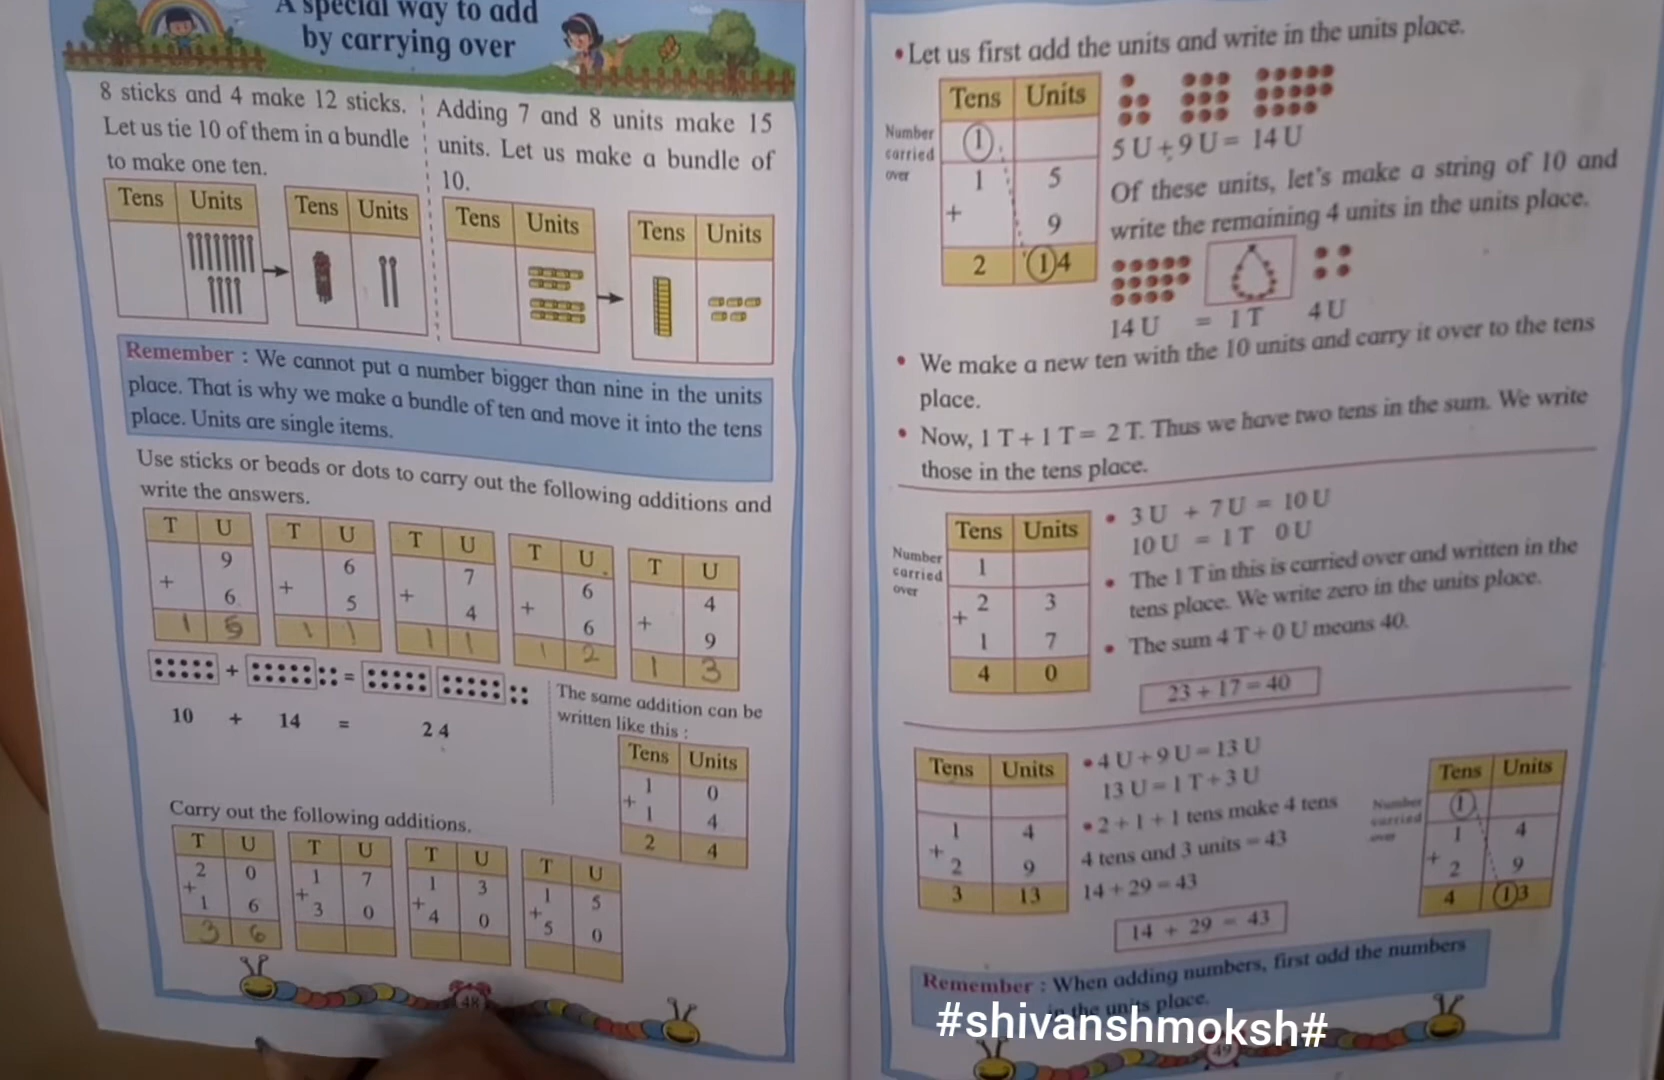 A special way to add
by carrying over
8 sticks and 4 make 12 sticks.
Let us tie 10 of them in a bundle
to make one ten.
Tens Units
Tens Units
Adding 7 and 8 units make 15
units. Let us make a bundle of
10.
Tens Units
Tens Units
Remember : We cannot put a number bigger than nine in the units
place. That is why we make a bundle of ten and move it into the tens
place. Units are single items.
Use sticks or beads or dots to carry out the following additions and
write the answers.
T U
9
+ 6
1 5
T U
6
+ 5
1 1
T U
7
+ 4
1 1
T U
6
+ 6
1 2
T U
4
+ 9
1 3
+ =
10 + 14 = 24
The same addition can be
written like this :
Tens Units
1 0
+
1 4
2 4
Carry out the following additions.
T U
2 0
+
1 6
3 6
T U
1 7
+
3 0
T U
1 3
+
4 0
T U
1 5
+
5 0
48
• Let us first add the units and write in the units place.
Tens Units
Number
carried
over
1
1 5
+ 9
2 14
5 U + 9 U = 14 U
Of these units, let's make a string of 10 and
write the remaining 4 units in the units place.
14 U = 1 T 4 U
• We make a new ten with the 10 units and carry it over to the tens
place.
• Now, 1 T + 1 T = 2 T. Thus we have two tens in the sum. We write
those in the tens place.
Tens Units
Number
carried
over
1
2 3
+
1 7
4 0
• 3 U + 7 U = 10 U
10 U = 1 T 0 U
• The 1 T in this is carried over and written in the
tens place. We write zero in the units place.
• The sum 4 T + 0 U means 40.
23 + 17 = 40
Tens Units
1 4
+
2 9
3 13
• 4 U + 9 U = 13 U
13 U = 1 T + 3 U
• 2 + 1 + 1 tens make 4 tens
4 tens and 3 units = 43
14 + 29 = 43
14 + 29 = 43
Tens Units
Number
carried
over
1
1 4
+
2 9
4 13
Remember : When adding numbers, first add the numbers
in the units place.
#shivanshmoksh#
49